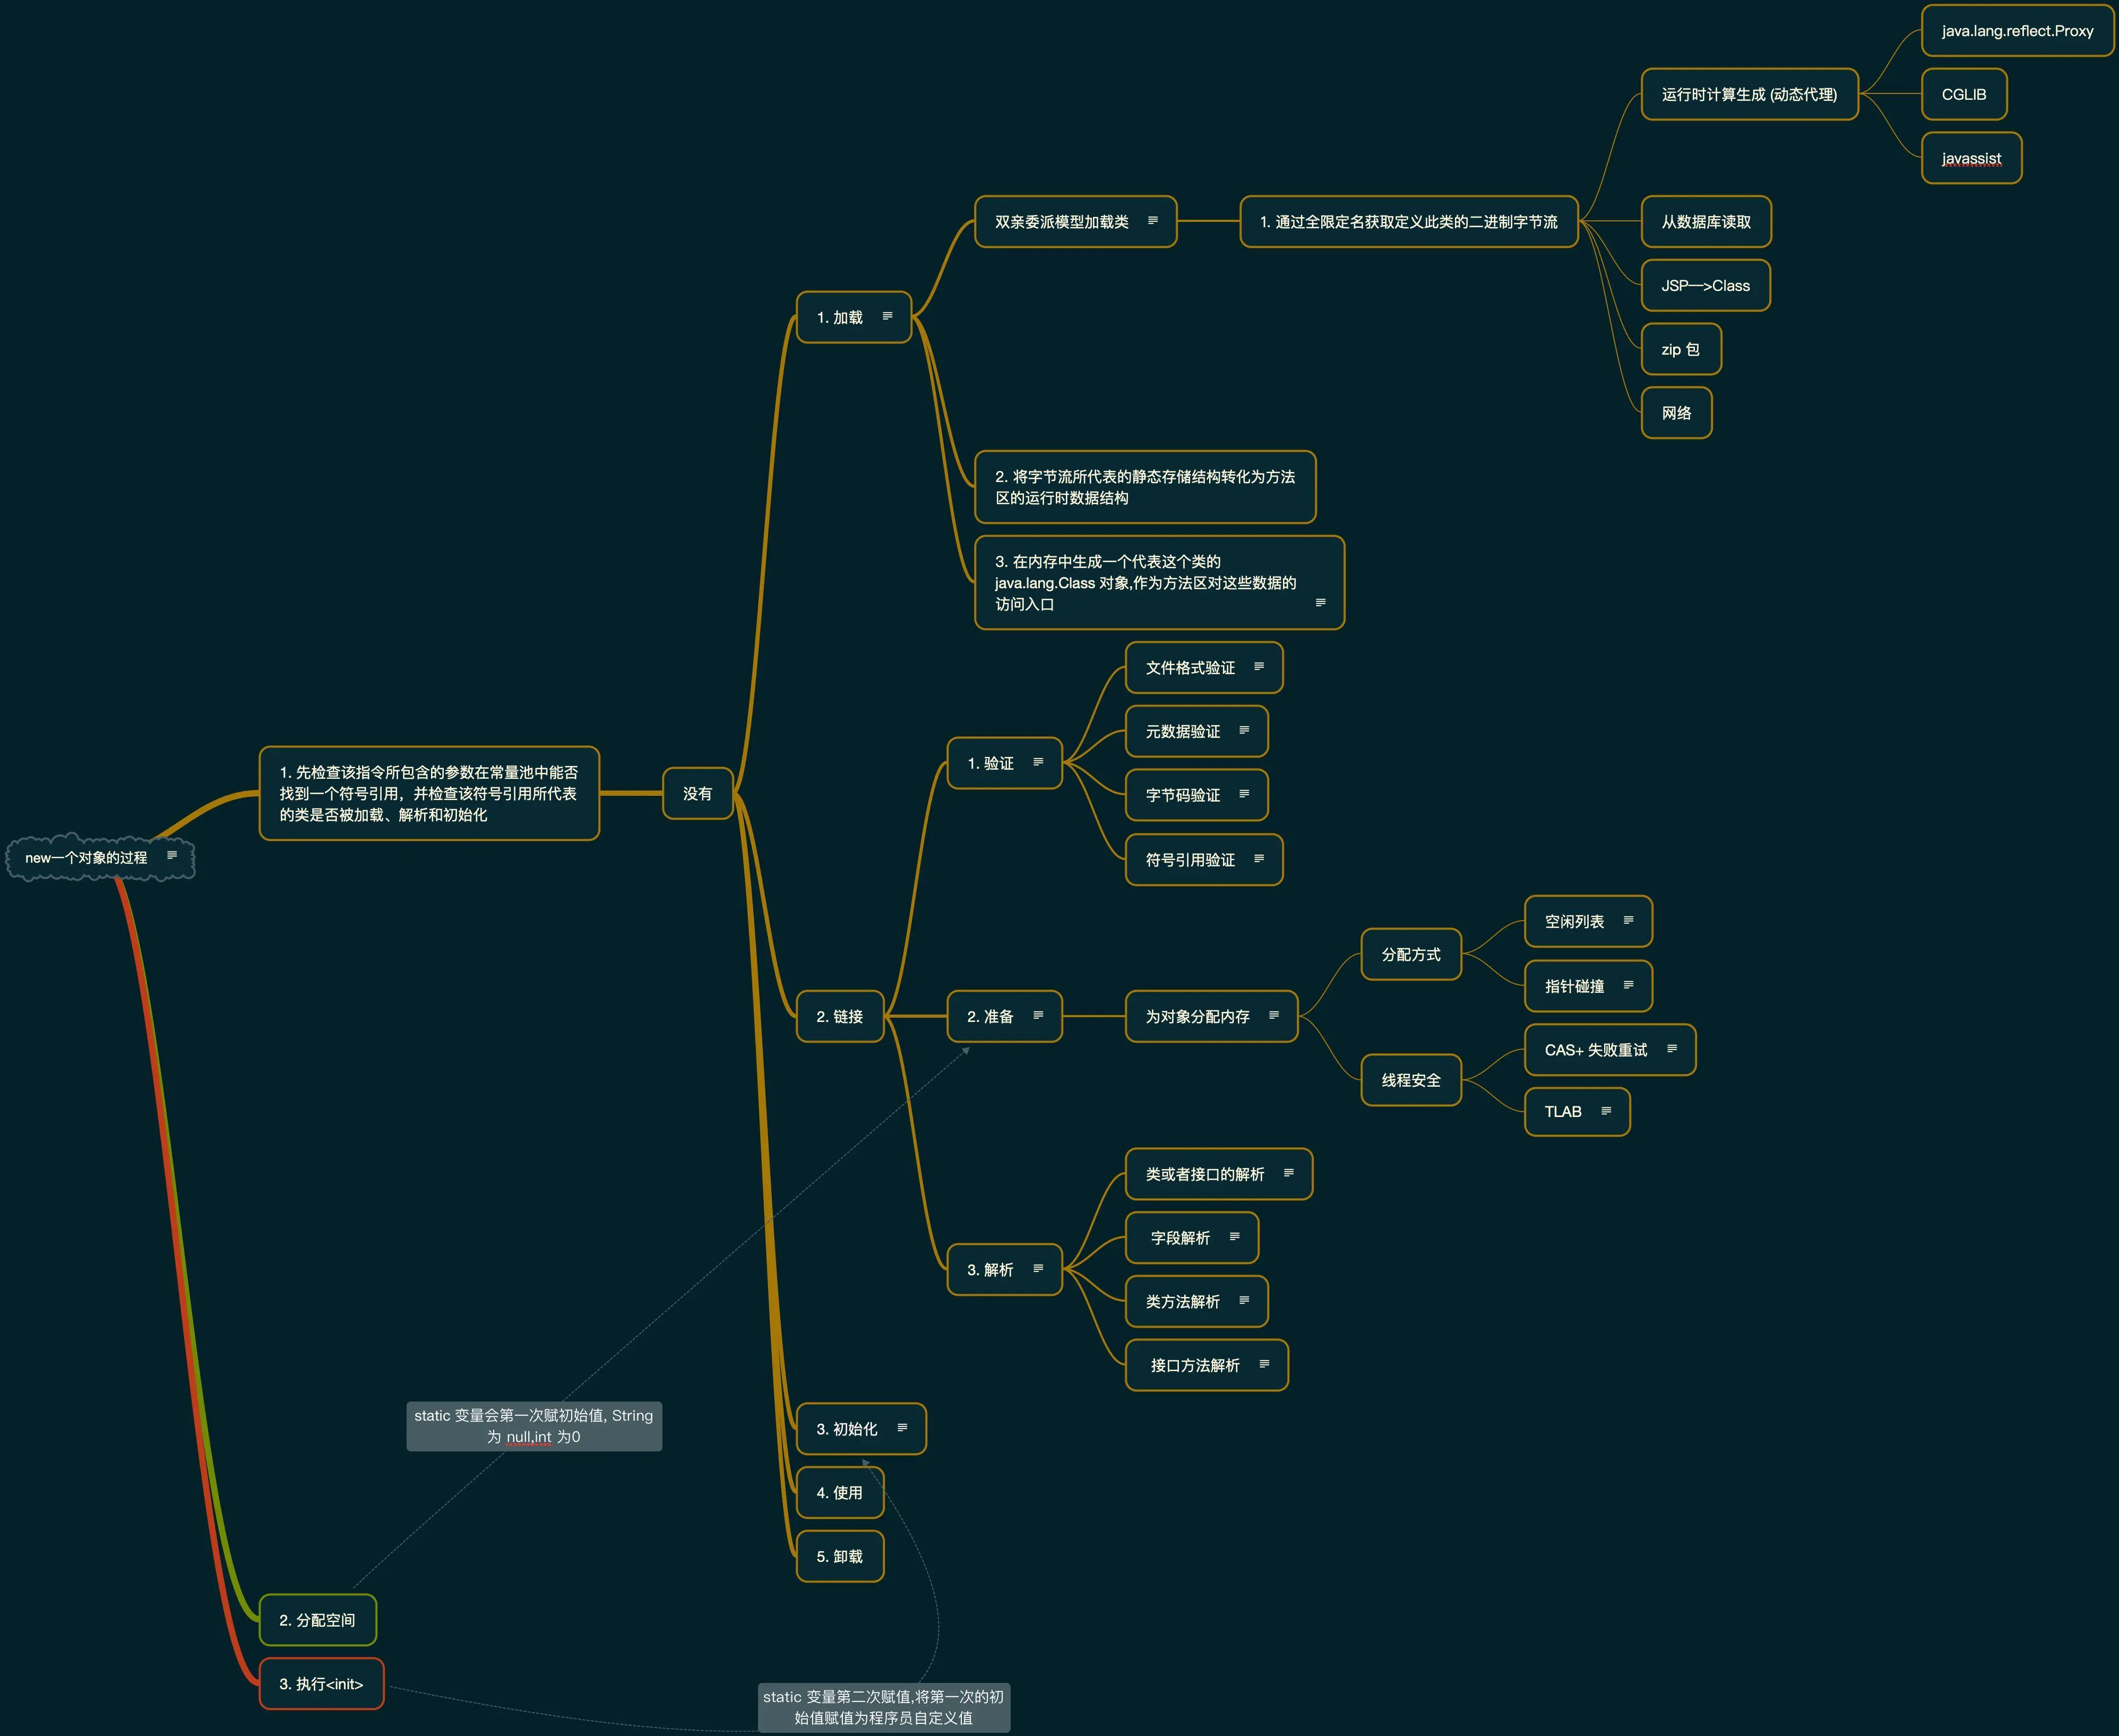 new一个对象的过程
1. 先检查该指令所包含的参数在常量池中能否
找到一个符号引用，并检查该符号引用所代表
的类是否被加载、解析和初始化
没有
1. 加载
双亲委派模型加载类
1. 通过全限定名获取定义此类的二进制字节流
运行时计算生成 (动态代理)
java.lang.reflect.Proxy
CGLIB
javassist
从数据库读取
JSP—>Class
zip 包
网络
2. 将字节流所代表的静态存储结构转化为方法
区的运行时数据结构
3. 在内存中生成一个代表这个类的
java.lang.Class 对象,作为方法区对这些数据的
访问入口
2. 链接
1. 验证
文件格式验证
元数据验证
字节码验证
符号引用验证
2. 准备
为对象分配内存
分配方式
空闲列表
指针碰撞
线程安全
CAS+ 失败重试
TLAB
3. 解析
类或者接口的解析
字段解析
类方法解析
接口方法解析
3. 初始化
4. 使用
5. 卸载
static 变量会第一次赋初始值, String
为 null,int 为0
2. 分配空间
3. 执行<init>
static 变量第二次赋值,将第一次的初
始值赋值为程序员自定义值